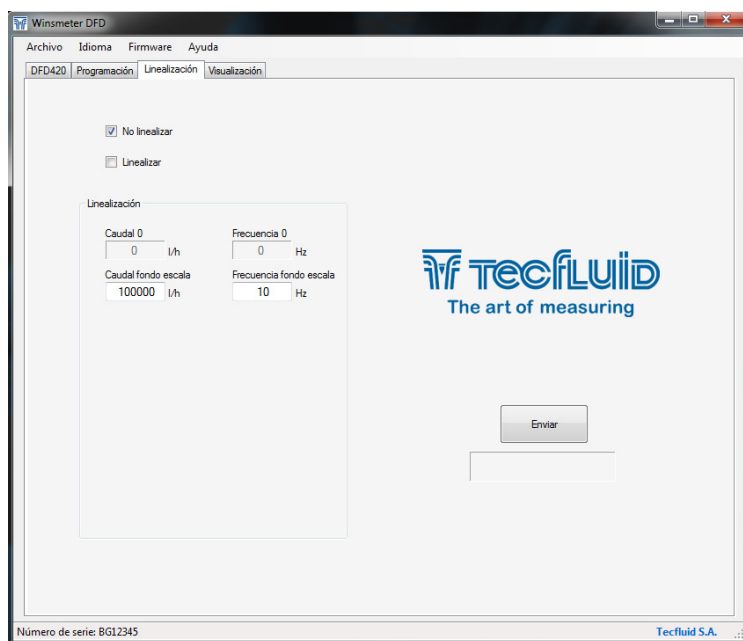 Winsmeter DFD
Archivo Idioma Firmware Ayuda
DFD420 Programación Linealización Visualización
No linealizar
Linealizar
Linealización
Caudal 0 Frecuencia 0
0 l/h 0 Hz
Caudal fondo escala Frecuencia fondo escala
100000 l/h 10 Hz
TECFLUID
The art of measuring
Enviar
Número de serie: BG12345 Tecfluid S.A.